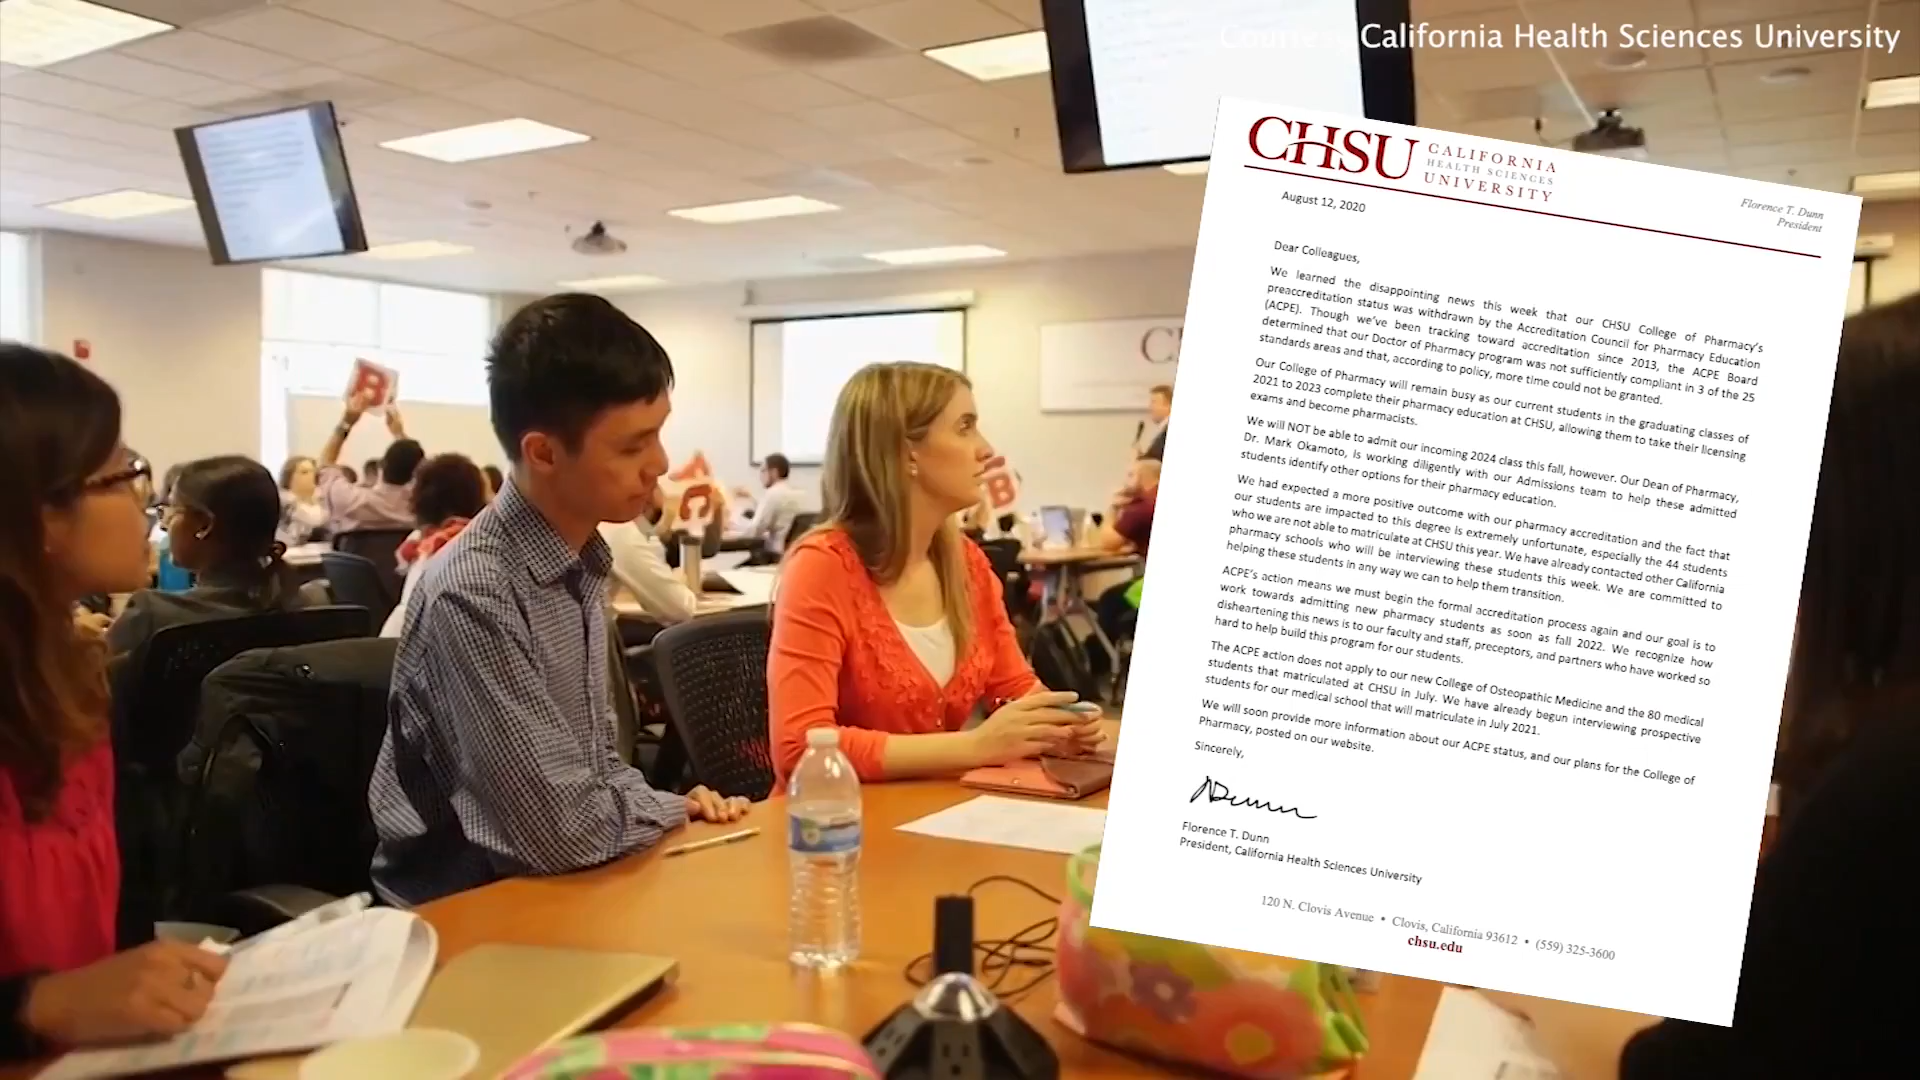 Courtesy California Health Sciences University
CHSU CALIFORNIA
HEALTH SCIENCES
UNIVERSITY
Florence T. Dunn
President
August 12, 2020
Dear Colleagues,
We learned the disappointing news this week that our CHSU College of Pharmacy's
preaccreditation status was withdrawn by the Accreditation Council for Pharmacy Education
(ACPE). Though we've been tracking toward accreditation since 2013, the ACPE Board
determined that our Doctor of Pharmacy program was not sufficiently compliant in 3 of the 25
standards areas and that, according to policy, more time could not be granted.
Our College of Pharmacy will remain busy as our current students in the graduating classes of
2021 to 2023 complete their pharmacy education at CHSU, allowing them to take their licensing
exams and become pharmacists.
We will NOT be able to admit our incoming 2024 class this fall, however. Our Dean of Pharmacy,
Dr. Mark Okamoto, is working diligently with our Admissions team to help these admitted
students identify other options for their pharmacy education.
We had expected a more positive outcome with our pharmacy accreditation and the fact that
our students are impacted to this degree is extremely unfortunate, especially the 44 students
who we are not able to matriculate at CHSU this year. We have already contacted other California
pharmacy schools who will be interviewing these students this week. We are committed to
helping these students in any way we can to help them transition.
ACPE's action means we must begin the formal accreditation process again and our goal is to
work towards admitting new pharmacy students as soon as fall 2022. We recognize how
disheartening this news is to our faculty and staff, preceptors, and partners who have worked so
hard to help build this program for our students.
The ACPE action does not apply to our new College of Osteopathic Medicine and the 80 medical
students that matriculated at CHSU in July. We have already begun interviewing prospective
students for our medical school that will matriculate in July 2021.
We will soon provide more information about our ACPE status, and our plans for the College of
Pharmacy, posted on our website.
Sincerely,
Florence T. Dunn
President, California Health Sciences University
120 N. Clovis Avenue • Clovis, California 93612 • (559) 325-3600
chsu.edu
B
C
B